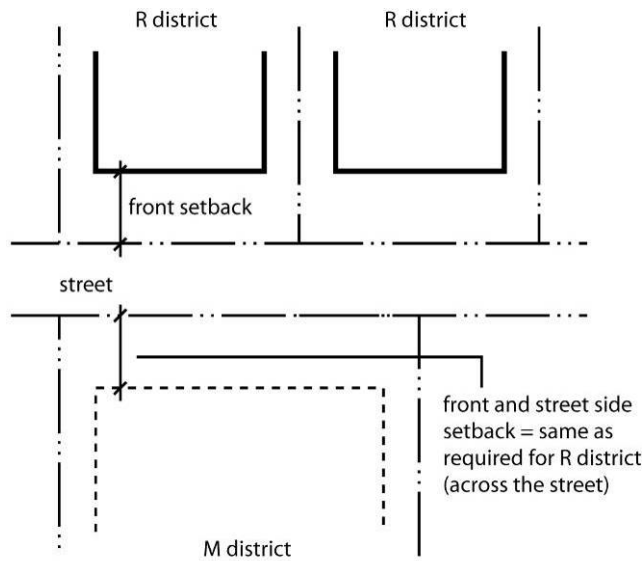 R district
R district
front setback
street
front and street side
setback = same as
required for R district
(across the street)
M district